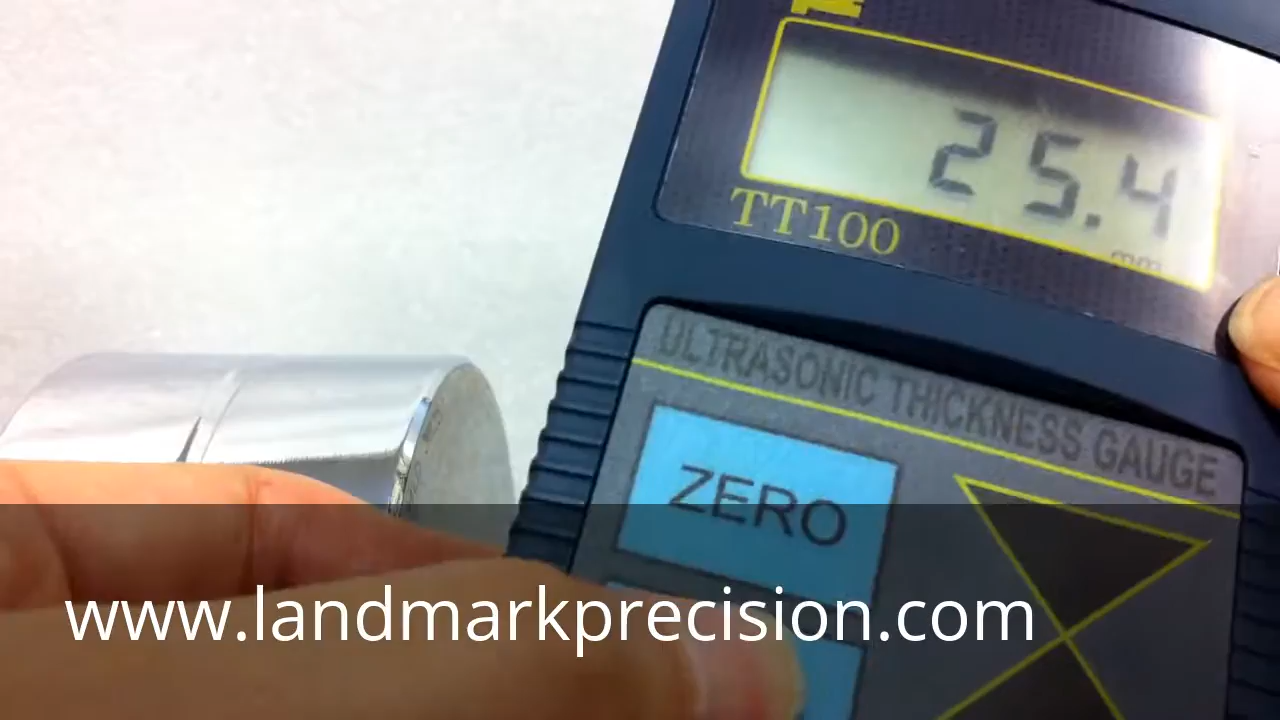 25.4
mm
TT100
ULTRASONIC THICKNESS GAUGE
ZERO
www.landmarkprecision.com